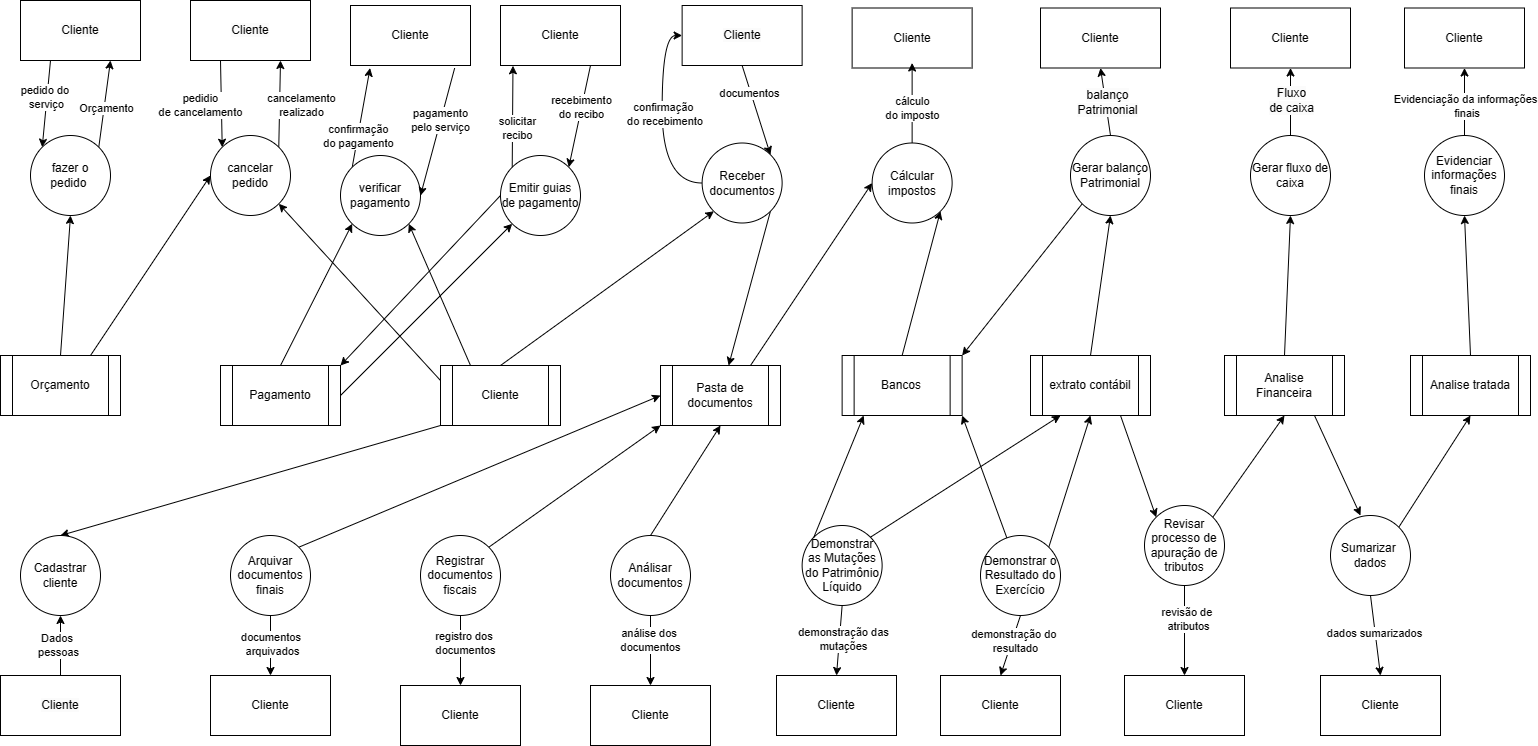 Cliente
Cliente
Cliente
Cliente
Cliente
Cliente
Cliente
Cliente
Cliente
pedido do
serviço
Orçamento
pedidio
de cancelamento
cancelamento
realizado
confirmação
do pagamento
pagamento
pelo serviço
solicitar
recibo
recebimento
do recibo
confirmação
do recebimento
documentos
cálculo
do imposto
balanço
Patrimonial
Fluxo
de caixa
Evidenciação da informações
finais
fazer o
pedido
cancelar
pedido
verificar
pagamento
Emitir guias
de pagamento
Receber
documentos
Cálcular
impostos
Gerar balanço
Patrimonial
Gerar fluxo de
caixa
Evidenciar
informações
finais
Orçamento
Pagamento
Cliente
Pasta de
documentos
Bancos
extrato contábil
Analise
Financeira
Analise tratada
Cadastrar
cliente
Arquivar
documentos
finais
Registrar
documentos
fiscais
Análisar
documentos
Demonstrar
as Mutações
do Patrimônio
Líquido
Demonstrar o
Resultado do
Exercício
Revisar
processo de
apuração de
tributos
Sumarizar
dados
Dados
pessoas
documentos
arquivados
registro dos
documentos
análise dos
documentos
demonstração das
mutações
demonstração do
resultado
revisão de
atributos
dados sumarizados
Cliente
Cliente
Cliente
Cliente
Cliente
Cliente
Cliente
Cliente